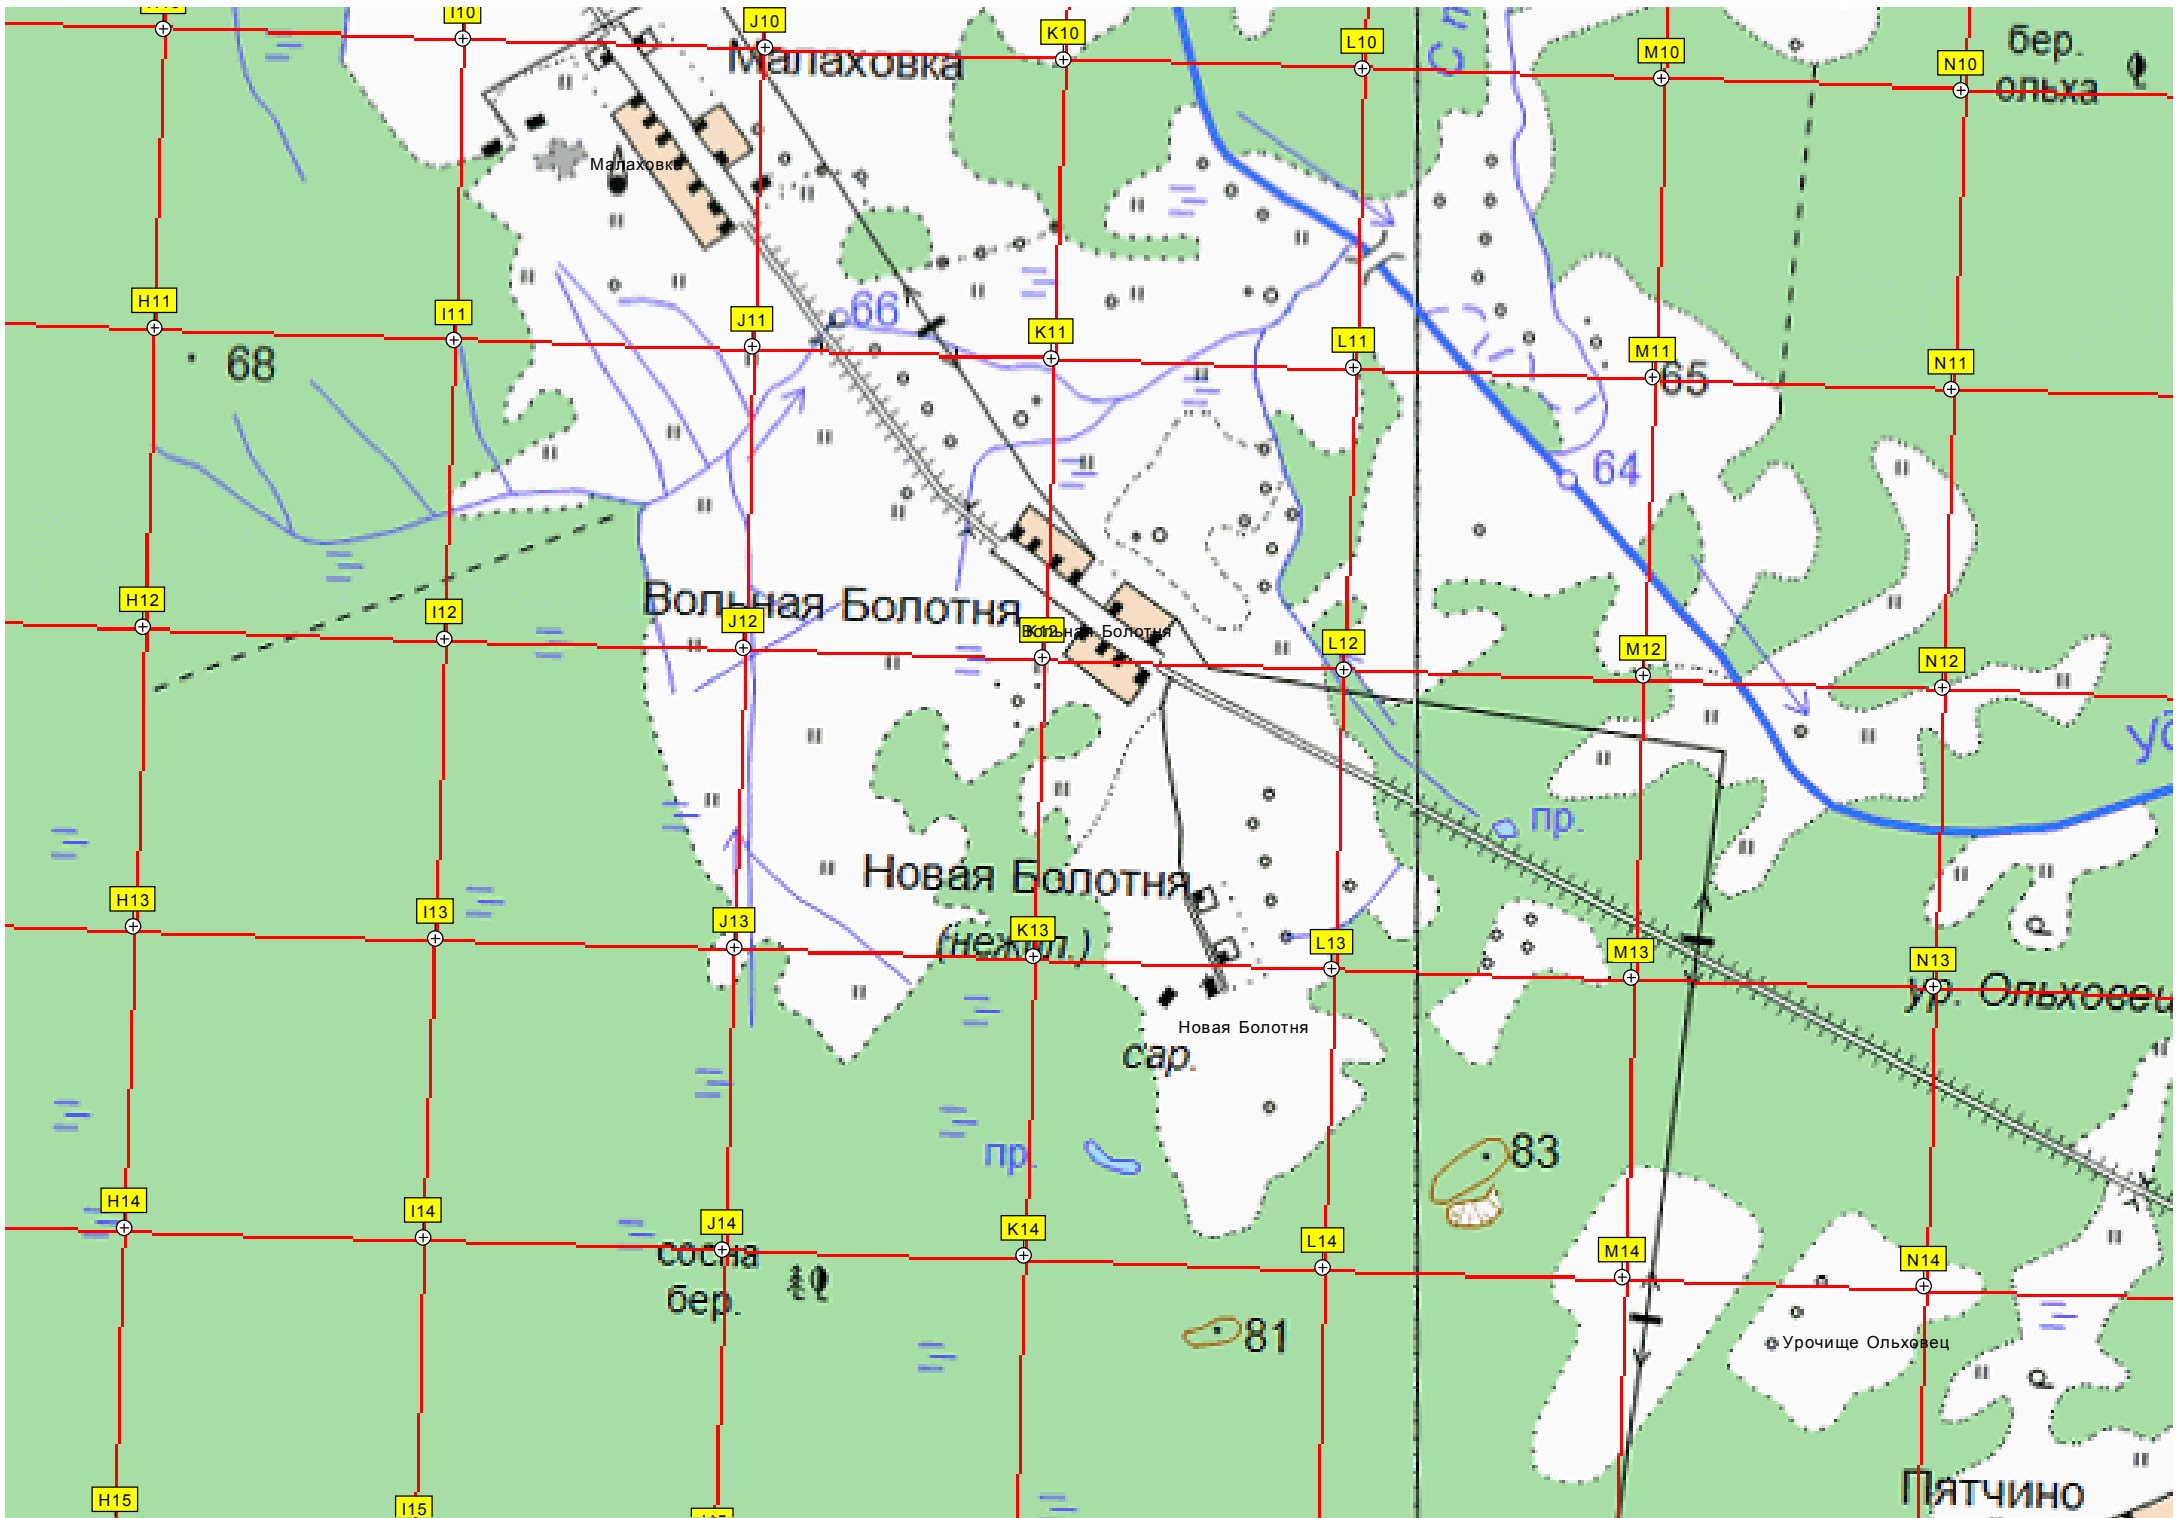 I10
J10
K10
L10
M10
N10
бер.
ольха
Малаховка
Малаховка
H11
I11
J11
K11
L11
M11
N11
66
68
65
64
Вольная Болотня
Вольная Болотня
H12
I12
J12
K12
L12
M12
N12
пр.
Новая Болотня
H13
I13
J13
K13
L13
M13
N13
ур. Ольховец
Новая Болотня
сар.
83
пр.
H14
I14
J14
K14
L14
M14
N14
сосна
бер.
81
Урочище Ольховец
р
р
Пятчино
H15
I15